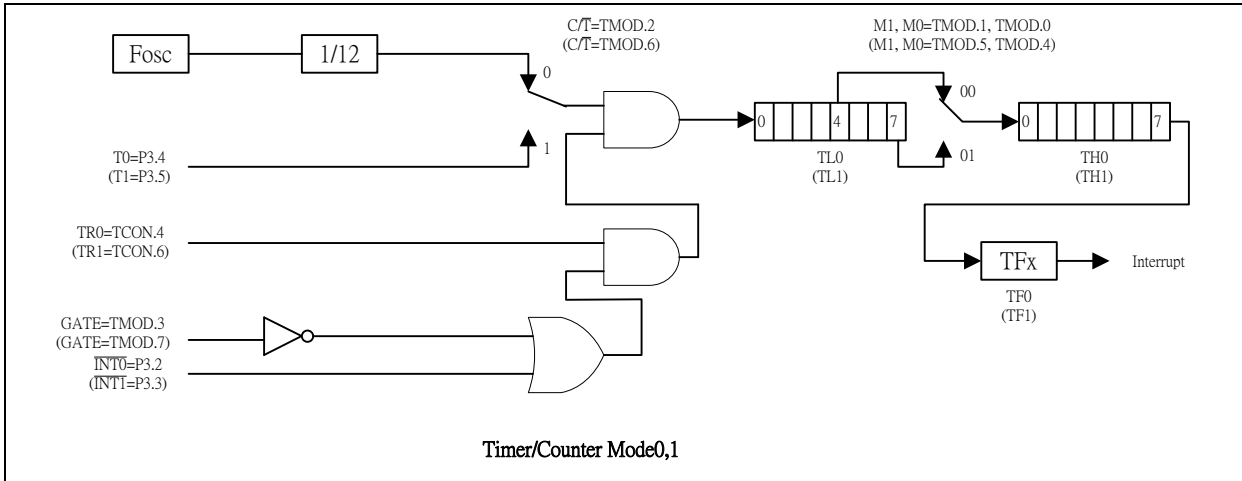 C/T̅=TMOD.2
(C/T̅=TMOD.6)
M1, M0=TMOD.1, TMOD.0
(M1, M0=TMOD.5, TMOD.4)
Fosc
1/12
0
00
0 4 7
0 7
1
01
T0=P3.4
(T1=P3.5)
TL0
(TL1)
TH0
(TH1)
TR0=TCON.4
(TR1=TCON.6)
TFx
Interrupt
TF0
(TF1)
GATE=TMOD.3
(GATE=TMOD.7)
I̅N̅T̅0̅=P3.2
(I̅N̅T̅1̅=P3.3)
Timer/Counter Mode0,1